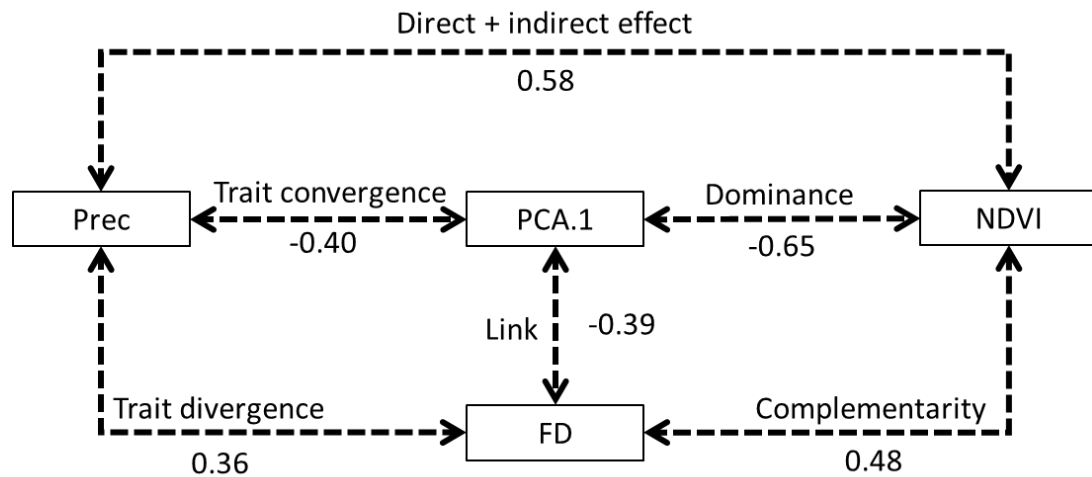 Direct + indirect effect
0.58
Trait convergence
Dominance
Prec
PCA.1
NDVI
-0.40
-0.65
Link
-0.39
Trait divergence
Complementarity
FD
0.36
0.48